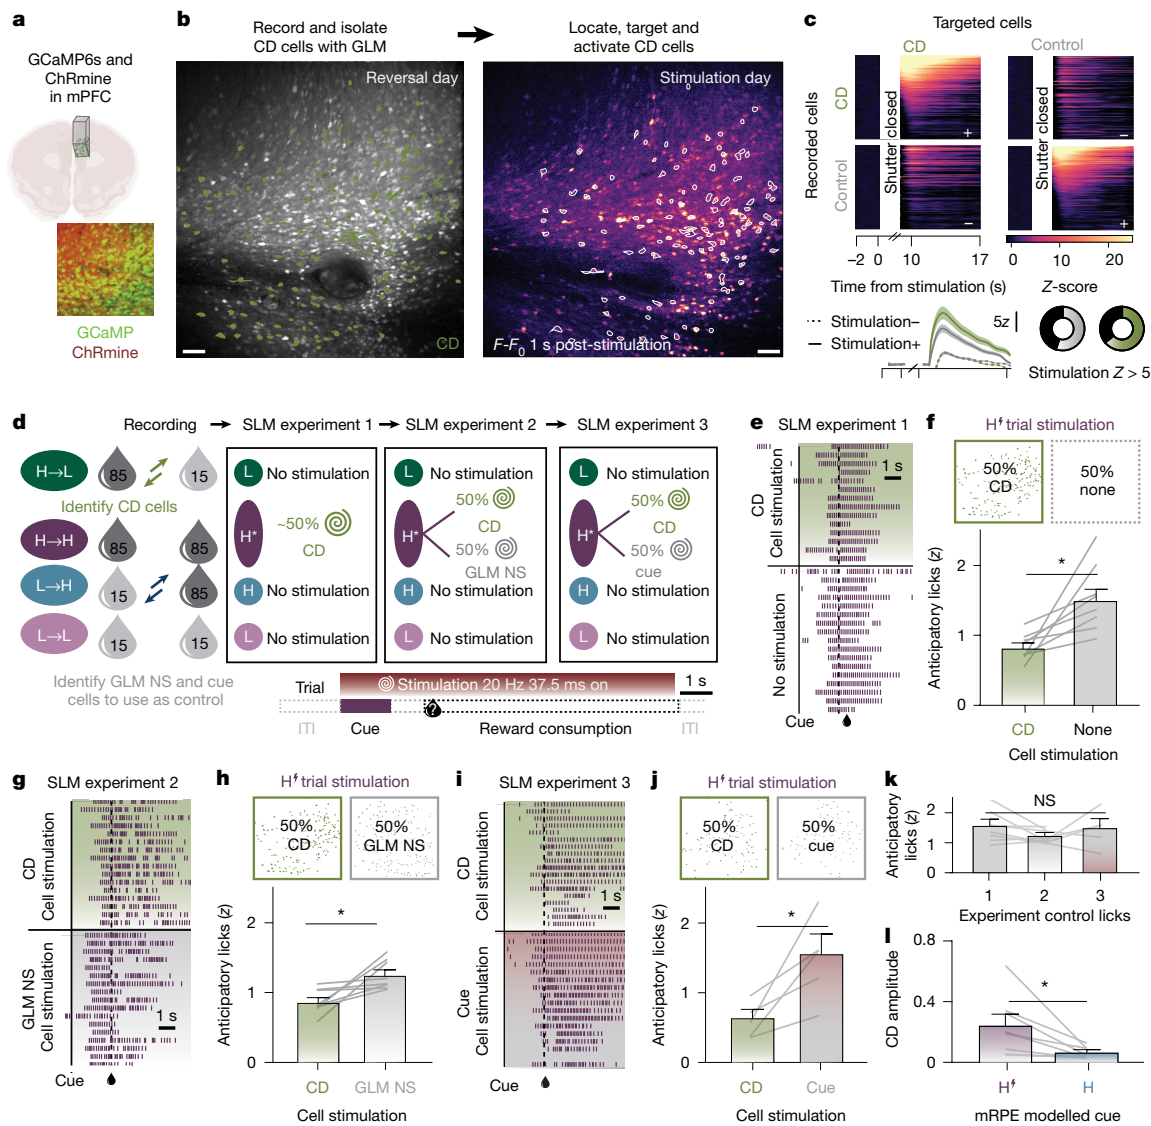 a
GCaMP6s and
ChRmine
in mPFC
GCaMP
ChRmine
b
Record and isolate
CD cells with GLM
Locate, target and
activate CD cells
Reversal day
CD
Stimulation day
F-F0 1 s post-stimulation
c
Targeted cells
CD
Control
Recorded cells
CD
Control
Shutter closed
Shutter closed
+
–
–
+
–2 0 10 17
0 10 20
Time from stimulation (s)
Z-score
Stimulation–
Stimulation+
5z
Stimulation Z > 5
d
Recording
SLM experiment 1
SLM experiment 2
SLM experiment 3
H→L 85 15
Identify CD cells
H→H 85 85
L→H 15 85
L→L 15 15
Identify GLM NS and cue
cells to use as control
L No stimulation
H* ~50%
CD
H No stimulation
L No stimulation
L No stimulation
50%
CD
H*
50%
GLM NS
H No stimulation
L No stimulation
L No stimulation
50%
CD
H*
50%
cue
H No stimulation
L No stimulation
Trial
Stimulation 20 Hz 37.5 ms on
1 s
?
ITI
Cue
Reward consumption
ITI
e
SLM experiment 1
1 s
CD
Cell stimulation
No stimulation
Cue
f
H trial stimulation
50%
CD
50%
none
Anticipatory licks (z)
2
1
0
*
CD
None
Cell stimulation
g
SLM experiment 2
CD
Cell stimulation
GLM NS
Cell stimulation
1 s
Cue
h
H trial stimulation
50%
CD
50%
GLM NS
Anticipatory licks (z)
2
1
0
*
CD
GLM NS
Cell stimulation
i
SLM experiment 3
CD
Cell stimulation
1 s
Cue
Cell stimulation
Cue
j
H trial stimulation
50%
CD
50%
cue
Anticipatory licks (z)
2
1
0
*
CD
Cue
Cell stimulation
k
Anticipatory
licks (z)
2
1
0
NS
1 2 3
Experiment control licks
l
CD amplitude
0.8
0.4
0
*
H
H
mRPE modelled cue